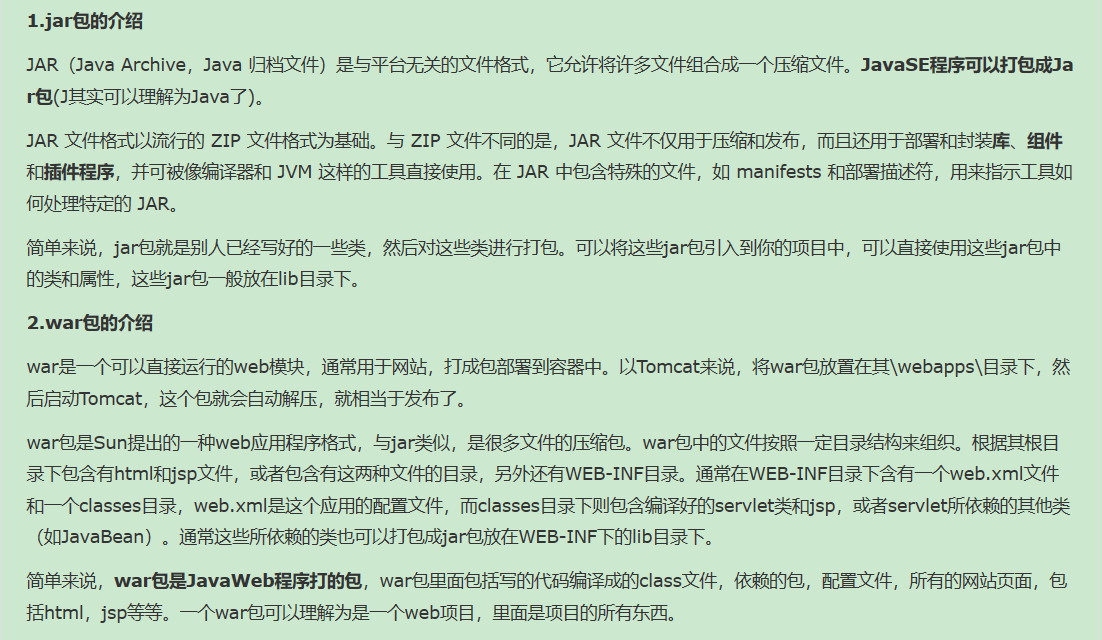 1.jar包的介绍
JAR（Java Archive，Java 归档文件）是与平台无关的文件格式，它允许将许多文件组合成一个压缩文件。JavaSE程序可以打包成Ja
r包(J其实可以理解为Java了)。
JAR 文件格式以流行的 ZIP 文件格式为基础。与 ZIP 文件不同的是，JAR 文件不仅用于压缩和发布，而且还用于部署和封装库、组件
和插件程序，并可被像编译器和 JVM 这样的工具直接使用。在 JAR 中包含特殊的文件，如 manifests 和部署描述符，用来指示工具如
何处理特定的 JAR。
简单来说，jar包就是别人已经写好的一些类，然后对这些类进行打包。可以将这些jar包引入到你的项目中，可以直接使用这些jar包中
的类和属性，这些jar包一般放在lib目录下。
2.war包的介绍
war是一个可以直接运行的web模块，通常用于网站，打成包部署到容器中。以Tomcat来说，将war包放置在其\webapps\目录下，然
后启动Tomcat，这个包就会自动解压，就相当于发布了。
war包是Sun提出的一种web应用程序格式，与jar类似，是很多文件的压缩包。war包中的文件按照一定目录结构来组织。根据其根目
录下包含有html和jsp文件，或者包含有这两种文件的目录，另外还有WEB-INF目录。通常在WEB-INF目录下含有一个web.xml文件
和一个classes目录，web.xml是这个应用的配置文件，而classes目录下则包含编译好的servlet类和jsp，或者servlet所依赖的其他类
（如JavaBean）。通常这些所依赖的类也可以打包成jar包放在WEB-INF下的lib目录下。
简单来说，war包是JavaWeb程序打的包，war包里面包括写的代码编译成的class文件，依赖的包，配置文件，所有的网站页面，包
括html，jsp等等。一个war包可以理解为是一个web项目，里面是项目的所有东西。